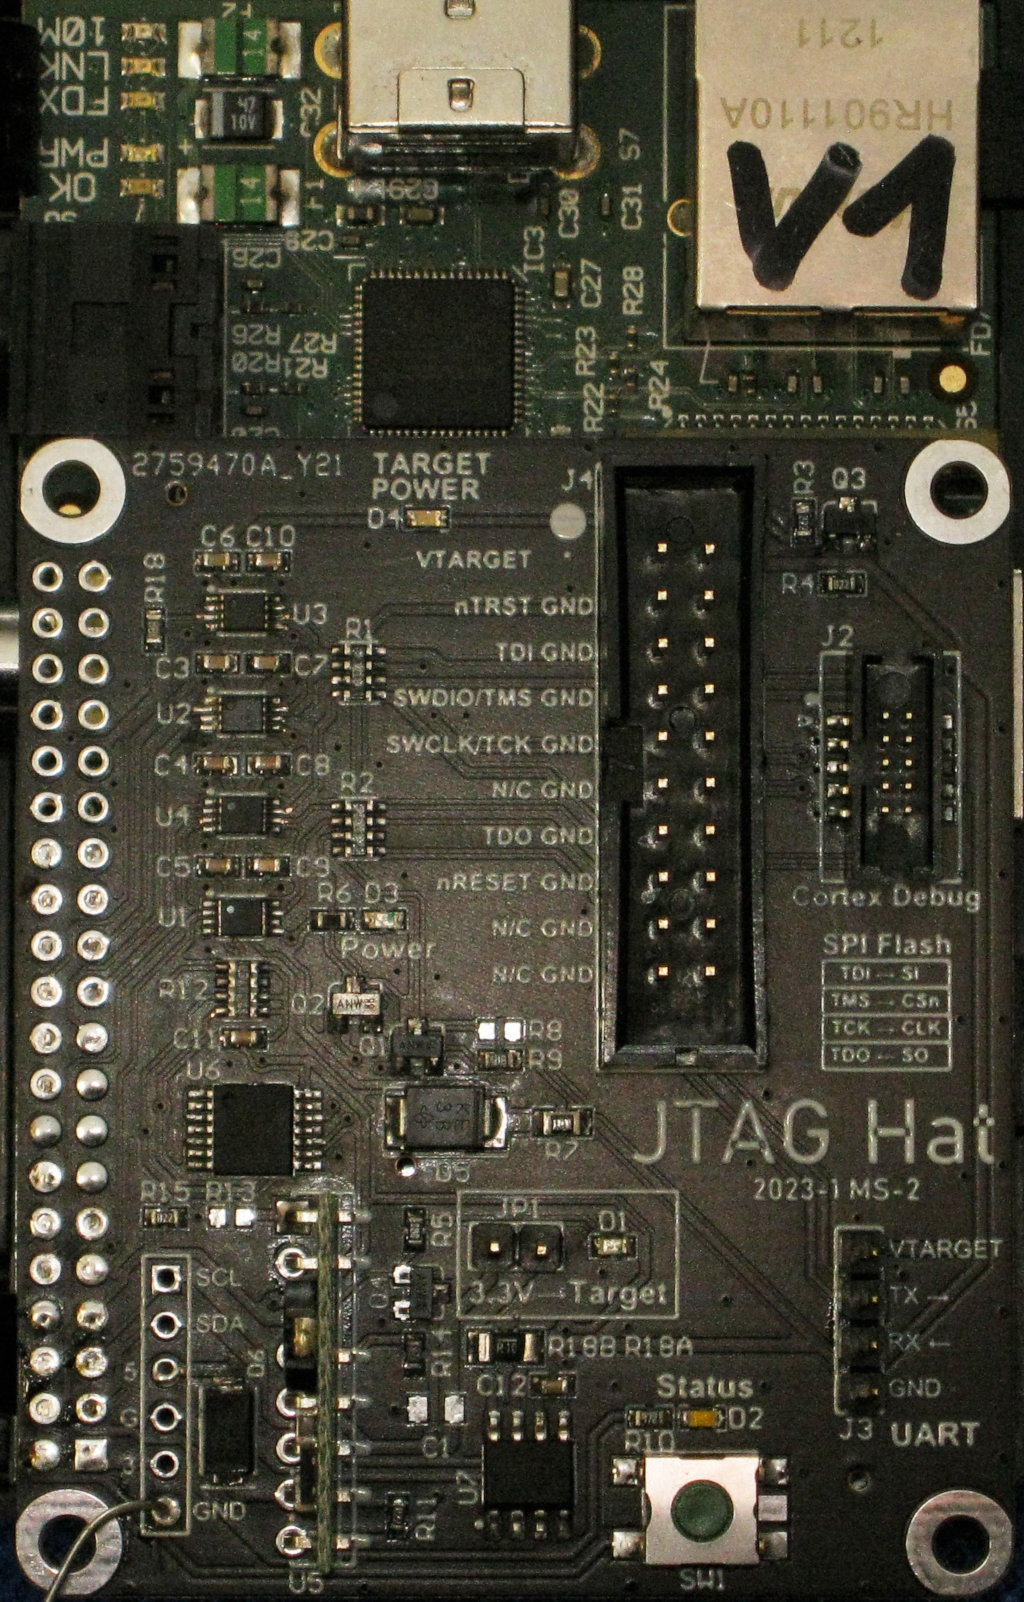 10M
LNK
FDX
PWR
OK
F2
14
47
10V
C32
14
F1
1211
HR901110A
V1
S7
C30
C31
IC3
C29
C26
C27
R28
R26
R27
R21
R20
R23
R22
R24
2759470A_Y21
TARGET
POWER
D4
J4
R3
Q3
C6 C10
VTARGET
R18
R4
U3
nTRST GND
R1
J2
C3
C7
TDI GND
U2
SWDIO/TMS GND
SWCLK/TCK GND
C4
C8
R2
N/C GND
U4
TDO GND
C5
C9
R6 D3
nRESET GND
Cortex Debug
U1
Power
N/C GND
SPI Flash
TDI → SI
N/C GND
R12
TMS → CSn
Q2
ANW
TCK → CLK
C11
Q1
R8
TDO ← SO
R9
U6
D5
R7
JTAG Hat
2023-1 MS-2
R15 R13
R5
JP1
D1
VTARGET
SCL
TX →
3.3V
Target
SDA
RX ←
R14
R18B R18A
D6
5
C12
Status
GND
G
C1
D2
R10
J3
UART
3
U7
GND
R11
U5
SW1